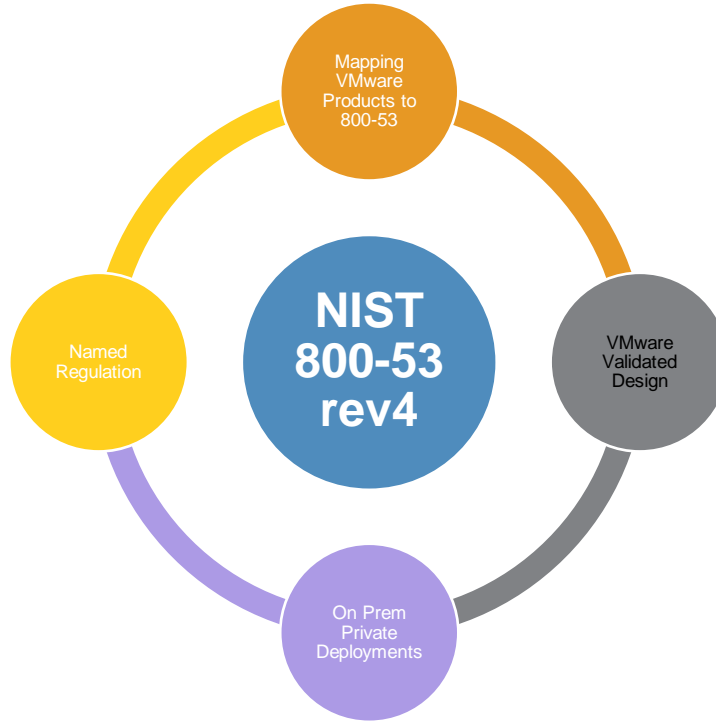 Mapping
VMware
Products to
800-53
NIST
800-53
rev4
Named
Regulation
VMware
Validated
Design
On Prem
Private
Deployments